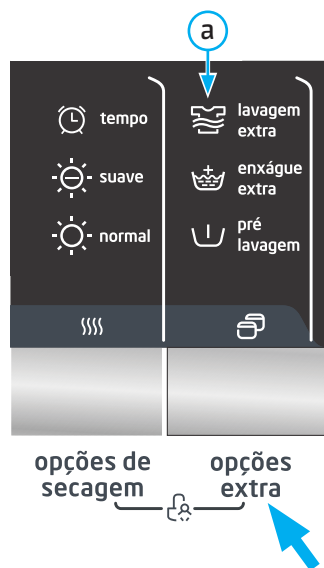 a
tempo
suave
normal
lavagem
extra
enxágue
extra
pré
lavagem
opções de
secagem
opções
extra